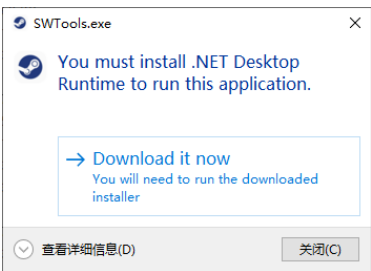 SWTools.exe
You must install .NET Desktop
Runtime to run this application.
Download it now
You will need to run the downloaded
installer
查看详细信息(D)
关闭(C)